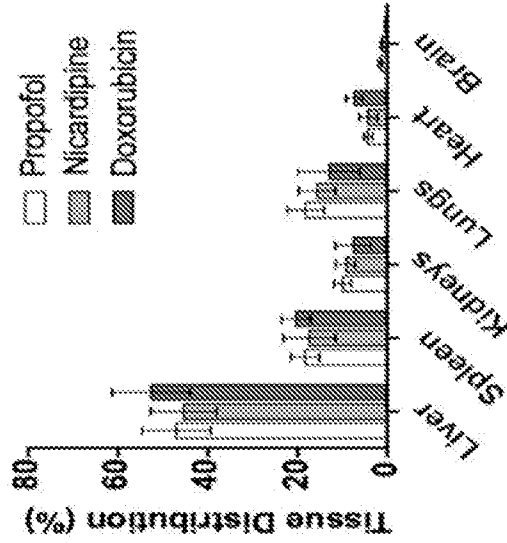 Propofol
Nicardipine
Doxorubicin
Tissue Distribution (%)
80
60
40
20
0
Liver
Spleen
Kidneys
Lungs
Heart
Brain